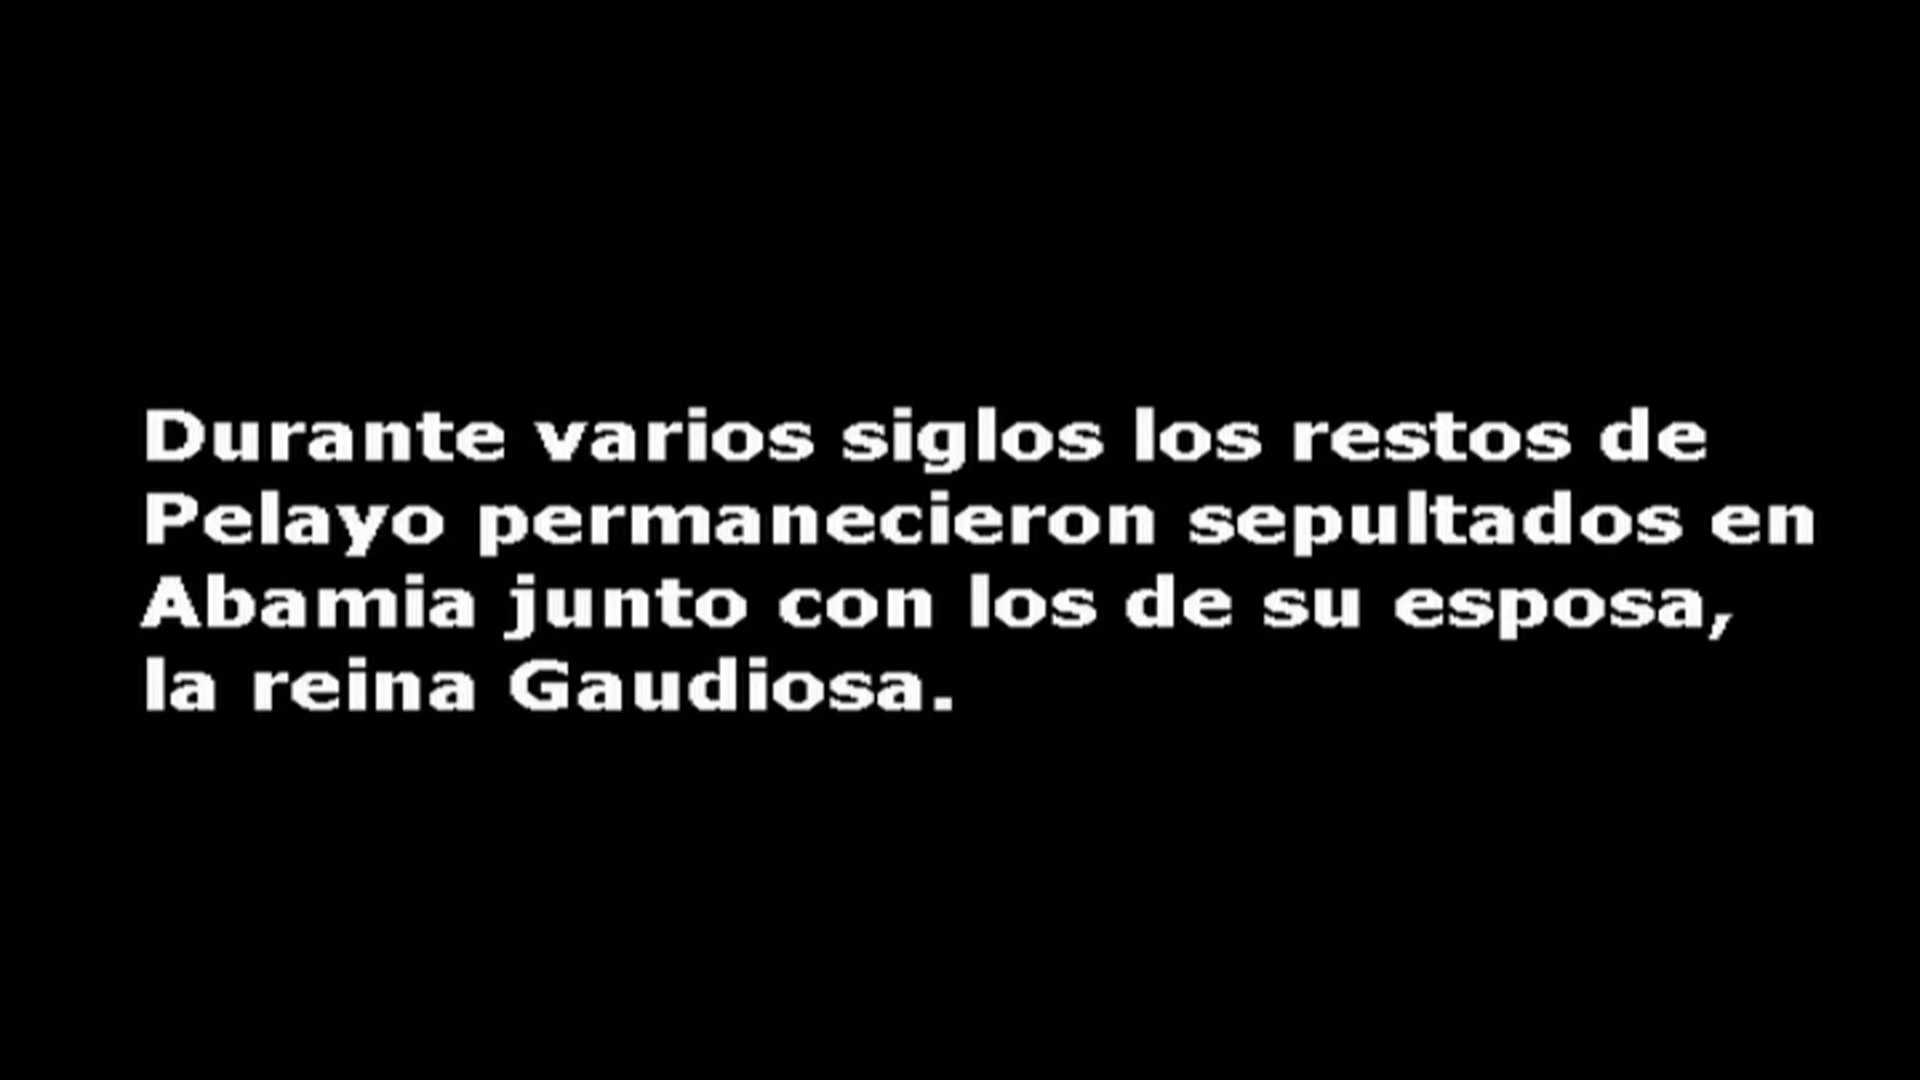 Durante varios siglos los restos de
Pelayo permanecieron sepultados en
Abamia junto con los de su esposa,
la reina Gaudiosa.